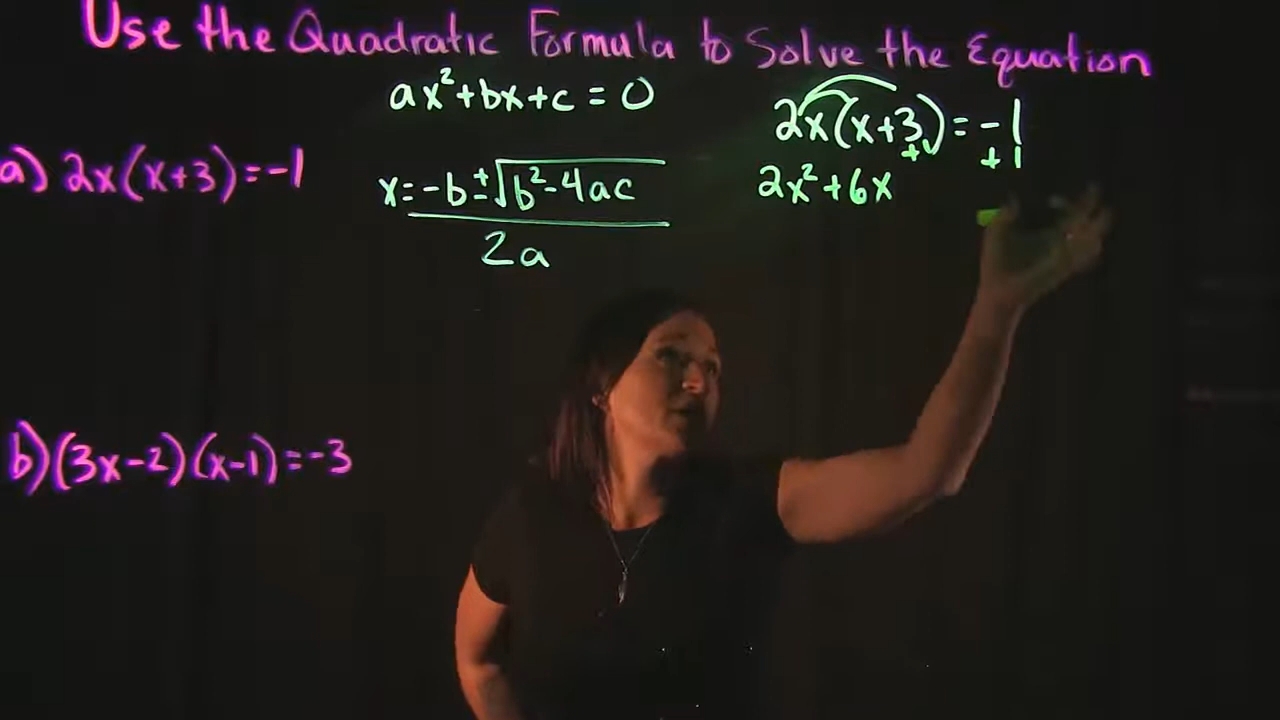 Use the Quadratic Formula to Solve the Equation
ax²+bx+c=0
2x(x+3)=-1
+ +1
a) 2x(x+3)=-1
x=-b±√b²-4ac
2a
2x²+6x
b) (3x-2)(x-1)=-3